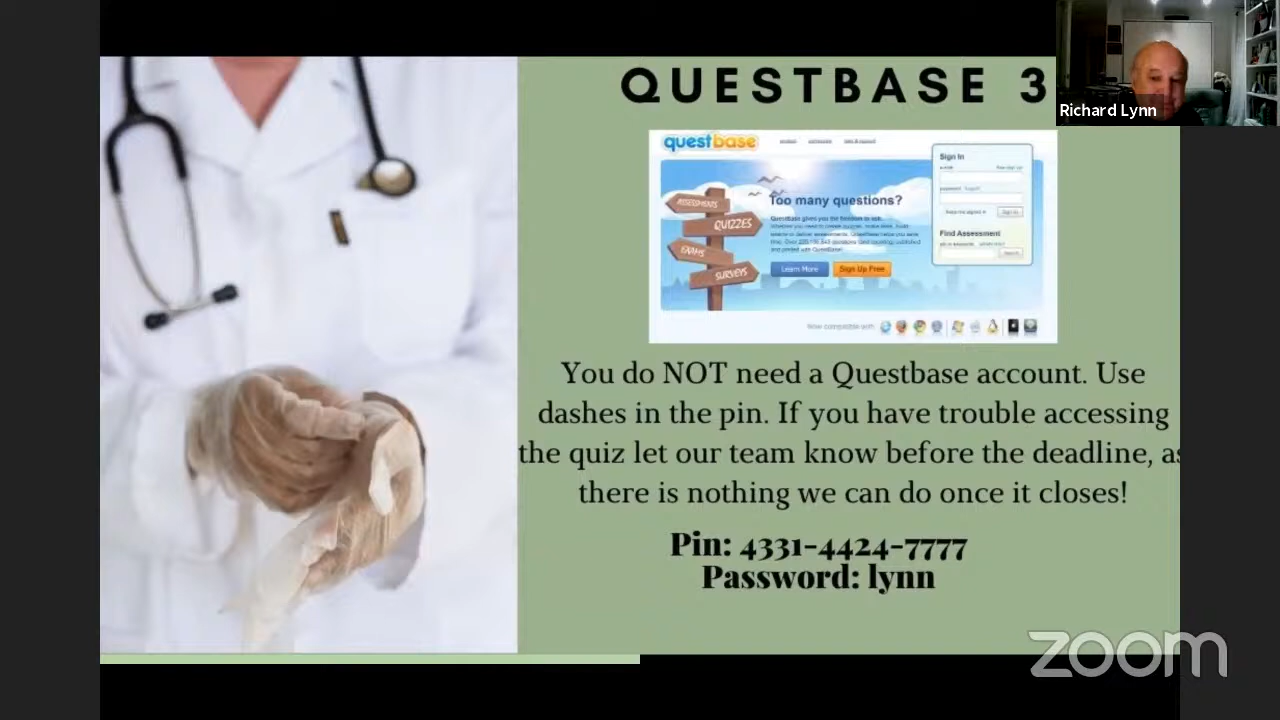 QUESTBASE 3
Richard Lynn
questbase
Sign In
ASSESSMENTS
Too many questions?
QUIZZES
EXAMS
SURVEYS
Find Assessment
Learn More
Sign Up Free
Now compatible with
You do NOT need a Questbase account. Use
dashes in the pin. If you have trouble accessing
the quiz let our team know before the deadline, as
there is nothing we can do once it closes!
Pin: 4331-4424-7777
Password: lynn
zoom